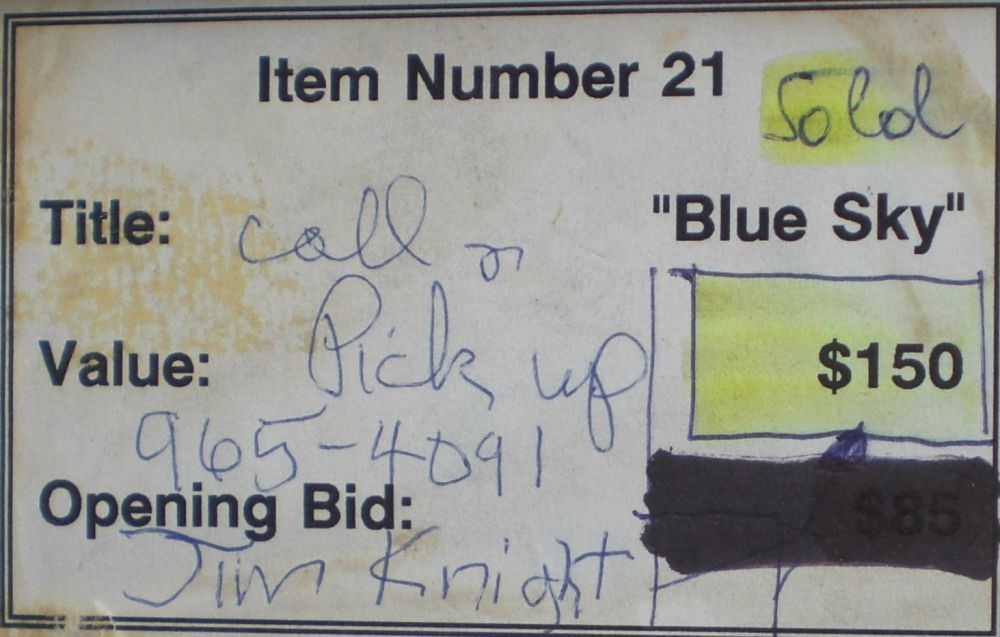 Item Number 21
Sold
Title: "Blue Sky"
call or
Pick up
Value: $150
965-4091
Opening Bid: $85
Jim Knight